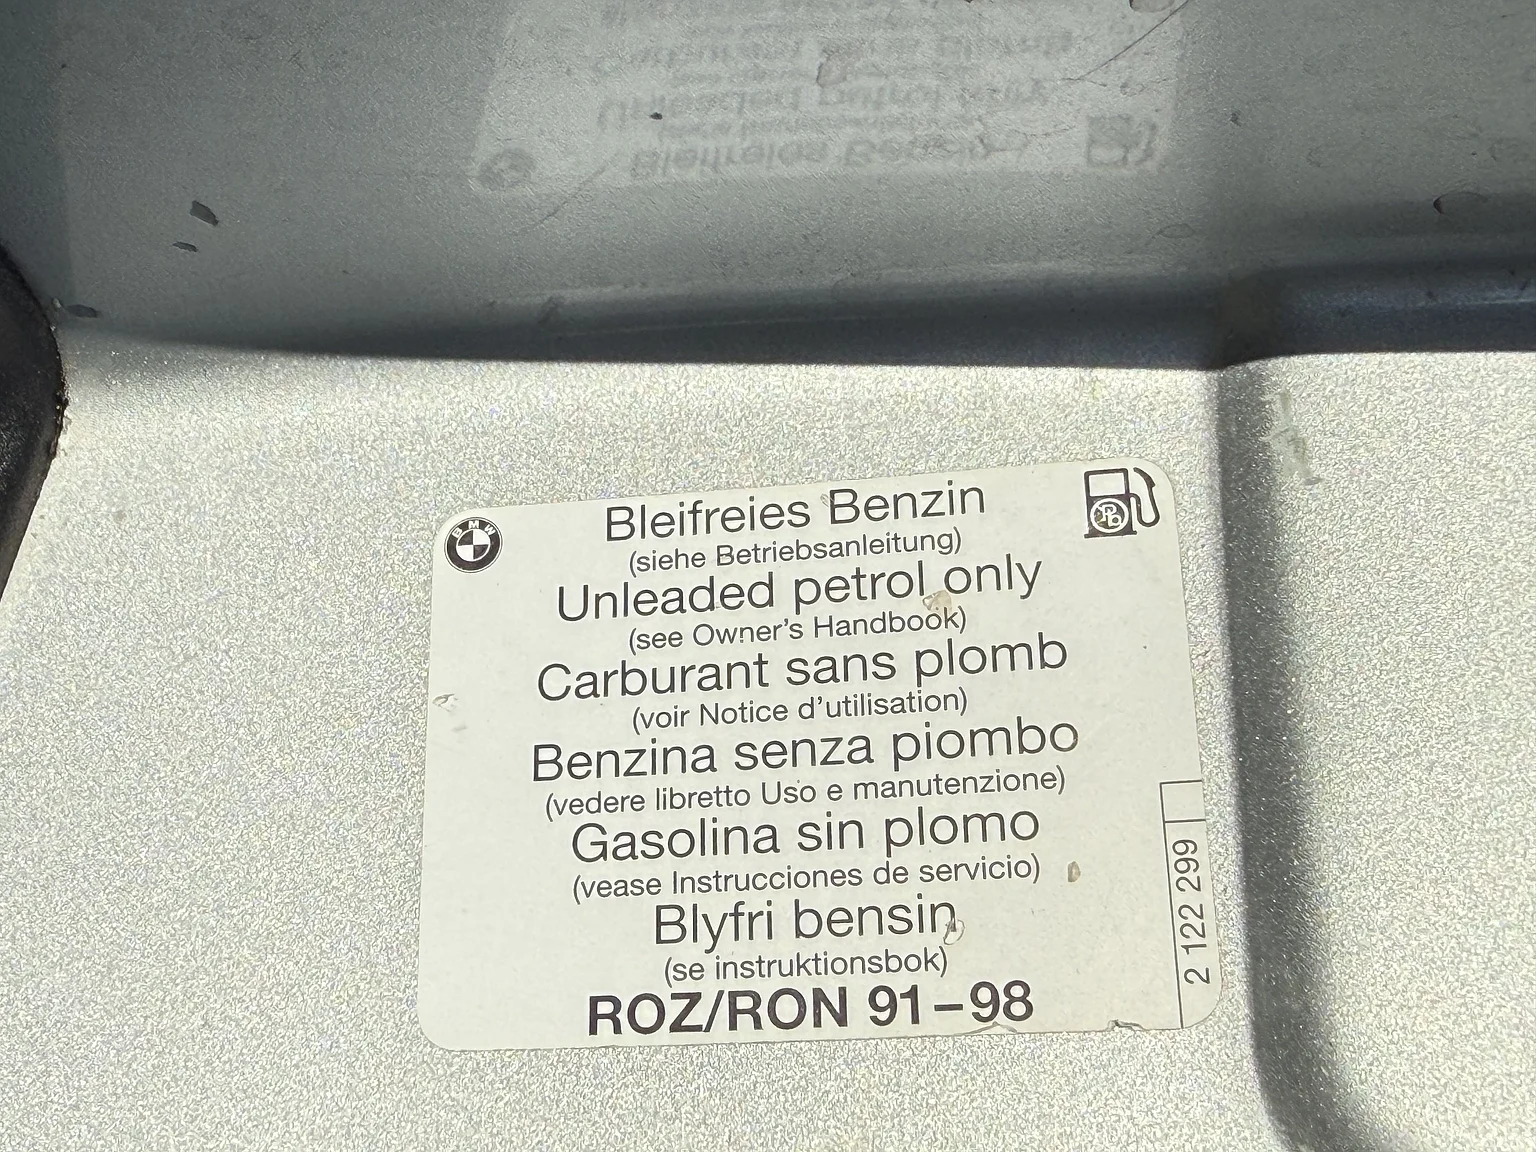 BMW
Bleifreies Benzin
(siehe Betriebsanleitung)
Unleaded petrol only
(see Owner's Handbook)
Carburant sans plomb
(voir Notice d'utilisation)
Benzina senza piombo
(vedere libretto Uso e manutenzione)
Gasolina sin plomo
(vease Instrucciones de servicio)
Blyfri bensin
(se instruktionsbok)
ROZ/RON 91–98
Pb
2 122 299